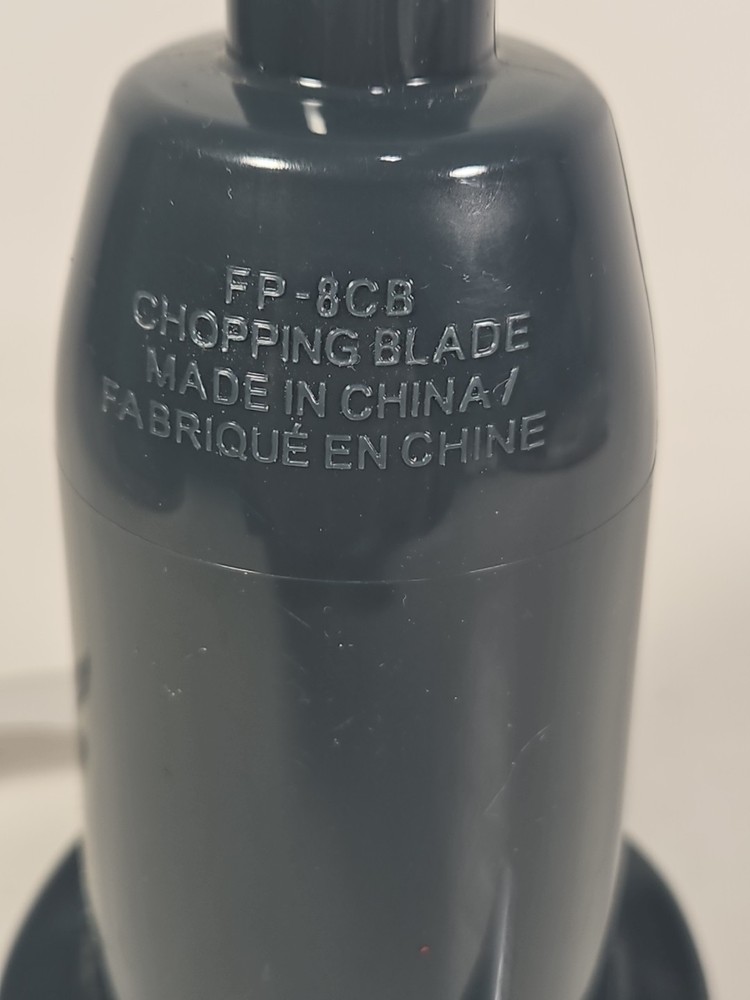 FP-8CB
CHOPPING BLADE
MADE IN CHINA/
FABRIQUÉ EN CHINE